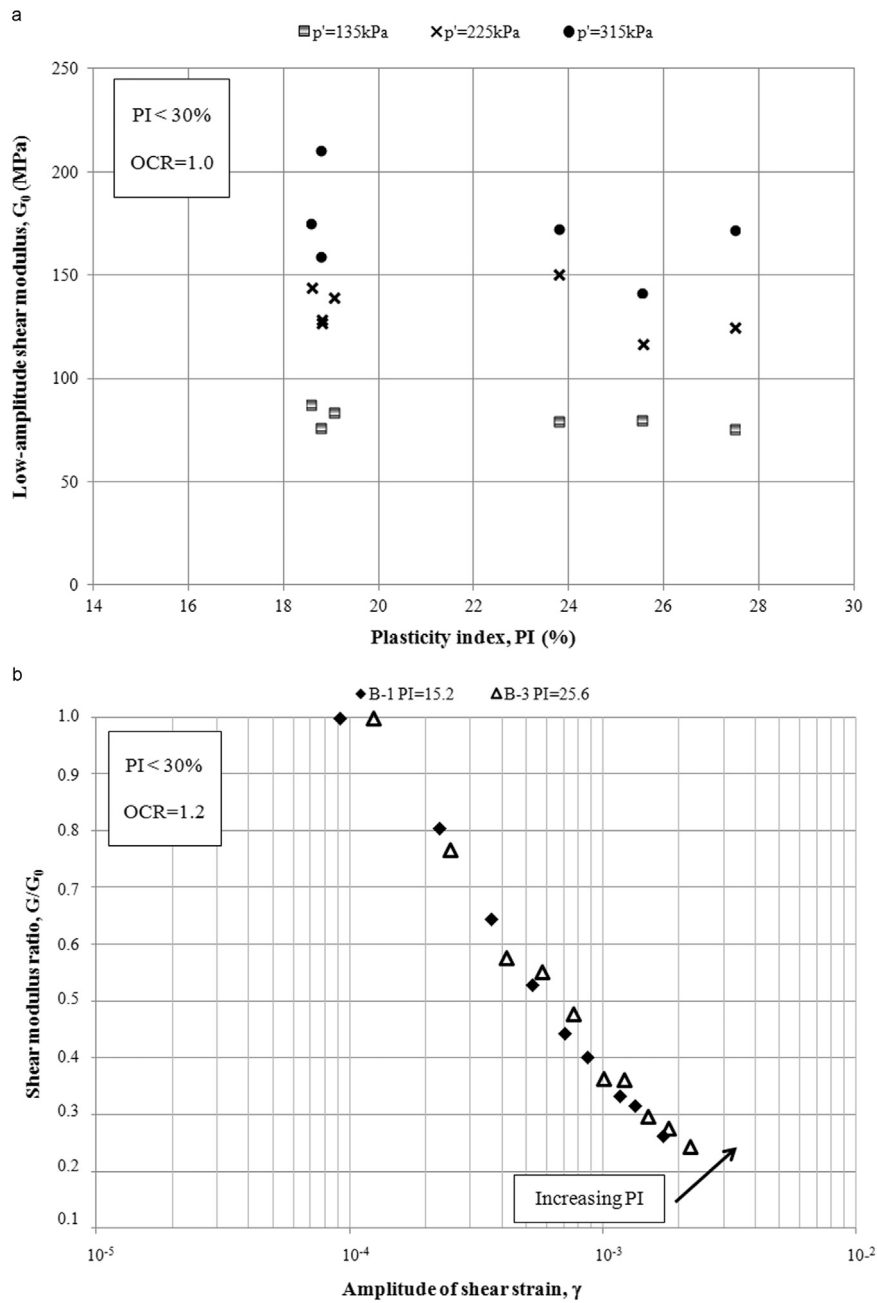 a
p'=135kPa p'=225kPa p'=315kPa
250
200
150
100
50
0
PI < 30%
OCR=1.0
Low-amplitude shear modulus, G₀ (MPa)
14 16 18 20 22 24 26 28 30
Plasticity index, PI (%)
b
B-1 PI=15.2 B-3 PI=25.6
1.0
0.9
0.8
0.7
0.6
0.5
0.4
0.3
0.2
0.1
PI < 30%
OCR=1.2
Shear modulus ratio, G/G₀
Increasing PI
10⁻⁵ 10⁻⁴ 10⁻³ 10⁻²
Amplitude of shear strain, γ